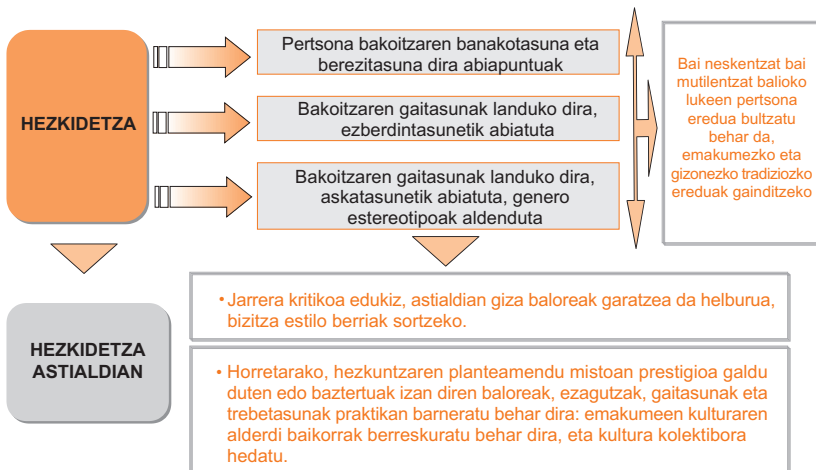 HEZKIDETZA
Pertsona bakoitzaren banakotasuna eta
berezitasuna dira abiapuntuak
Bakoitzaren gaitasunak landuko dira,
ezberdintasunetik abiatuta
Bakoitzaren gaitasunak landuko dira,
askatasunetik abiatuta, genero
estereotipoak aldenduta
Bai neskentzat bai
mutilentzat balioko
lukeen pertsona
eredua bultzatu
behar da,
emakumezko eta
gizonezko tradiziozko
ereduak gainditzeko
HEZKIDETZA
ASTIALDIAN
• Jarrera kritikoa edukiz, astialdian giza baloreak garatzea da helburua,
bizitza estilo berriak sortzeko.
• Horretarako, hezkuntzaren planteamendu mistoan prestigioa galdu
duten edo baztertuak izan diren baloreak, ezagutzak, gaitasunak eta
trebetasunak praktikan barneratu behar dira: emakumeen kulturaren
alderdi baikorrak berreskuratu behar dira, eta kultura kolektibora
hedatu.